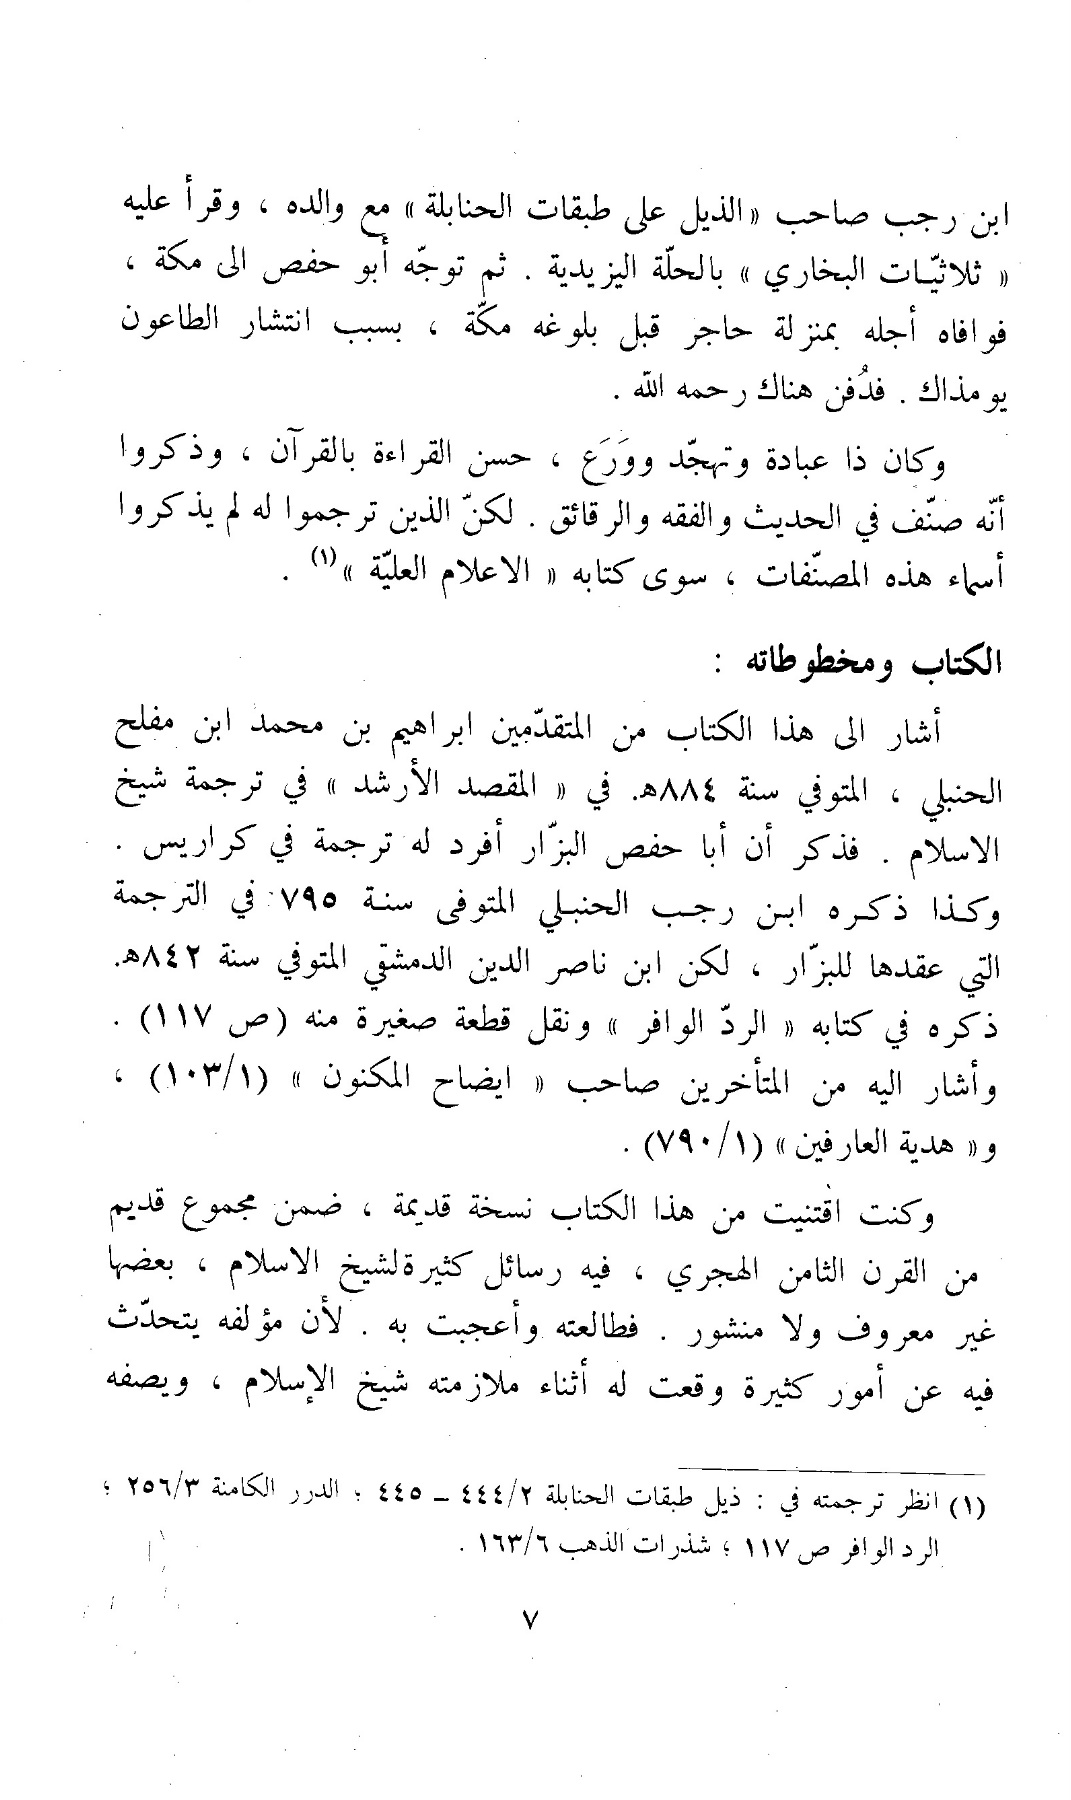 ابن رجب صاحب «الذيل على طبقات الحنابلة» مع والده ، وقرأ عليه
« ثلاثيّات البخاري » بالحلّة اليزيدية . ثم توجّه أبو حفص الى مكة ،
فوافاه أجله بمنزلة حاجر قبل بلوغه مكّة ، بسبب انتشار الطاعون
يومذاك . فدُفن هناك رحمه الله .
وكان ذا عبادة وتهجّد ووَرَع ، حسن القراءة بالقرآن ، وذكروا
أنّه صنّف في الحديث والفقه والرقائق . لكنّ الذين ترجموا له لم يذكروا
أسماء هذه المصنّفات ، سوى كتابه « الاعلام العليّة »(١) .
الكتاب ومخطوطاته :
أشار الى هذا الكتاب من المتقدّمين ابراهيم بن محمد ابن مفلح
الحنبلي ، المتوفي سنة ٨٨٤هـ. في « المقصد الأرشد » في ترجمة شيخ
الاسلام . فذكر أن أبا حفص البزّار أفرد له ترجمة في كراريس .
وكذا ذكره ابن رجب الحنبلي المتوفى سنة ٧٩٥ في الترجمة
التي عقدها للبزّار ، لكن ابن ناصر الدين الدمشقي المتوفي سنة ٨٤٢هـ.
ذكره في كتابه « الردّ الوافر » ونقل قطعة صغيرة منه (ص ١١٧) .
وأشار اليه من المتأخرين صاحب « ايضاح المكنون » (١٠٣/١) ،
و« هدية العارفين » (٧٩٠/١) .
وكنت اقتنيت من هذا الكتاب نسخة قديمة ، ضمن مجموع قديم
من القرن الثامن الهجري ، فيه رسائل كثيرة لشيخ الاسلام ، بعضها
غير معروف ولا منشور . فطالعته وأعجبت به . لأن مؤلفه يتحدّث
فيه عن أمور كثيرة وقعت له أثناء ملازمته شيخ الإسلام ، ويصفه
(١) انظر ترجمته في : ذيل طبقات الحنابلة ٤٤٤/٢ ــ ٤٤٥ ؛ الدرر الكامنة ٢٥٦/٣ ؛
الرد الوافر ص ١١٧ ؛ شذرات الذهب ١٦٣/٦ .
٧